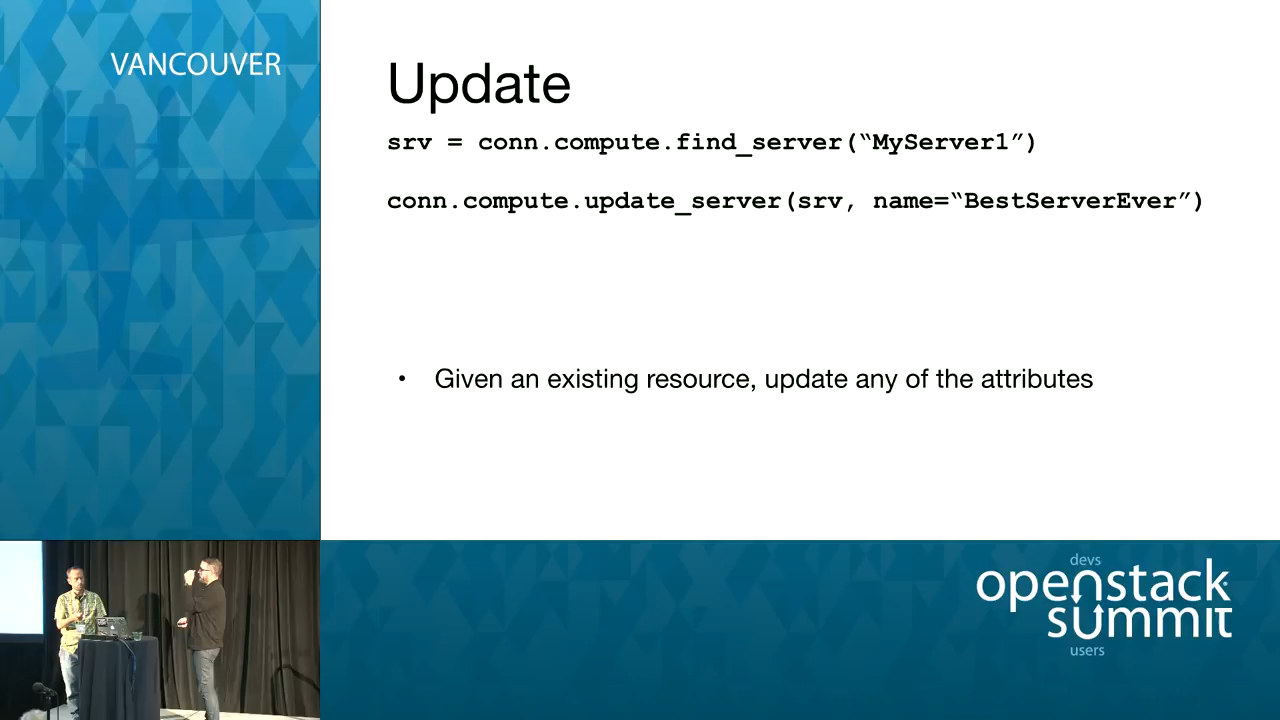 VANCOUVER
Update
srv = conn.compute.find_server(“MyServer1”)
conn.compute.update_server(srv, name=“BestServerEver”)
• Given an existing resource, update any of the attributes
devs
openstack
summit
users